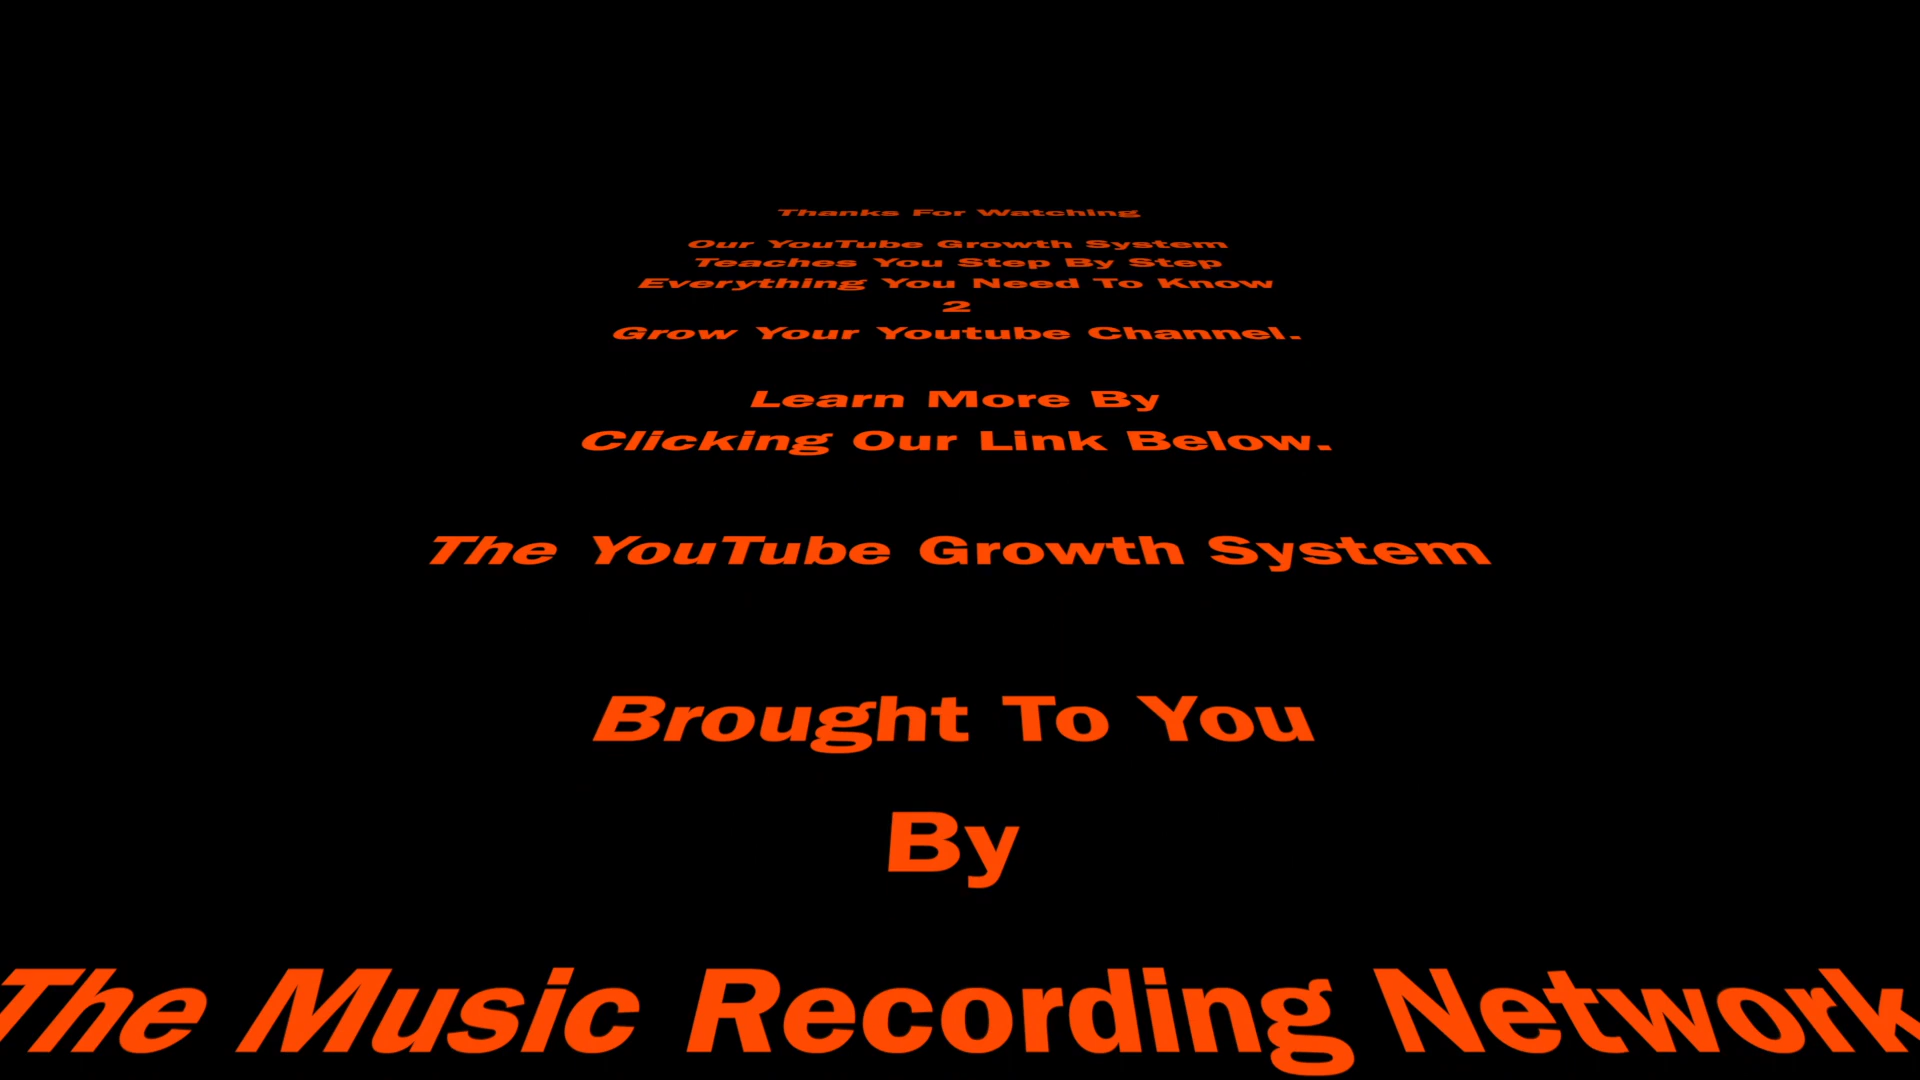 Thanks For Watching
Our YouTube Growth System
Teaches You Step By Step
Everything You Need To Know
2
Grow Your Youtube Channel.
Learn More By
Clicking Our Link Below.
The YouTube Growth System
Brought To You
By
The Music Recording Network